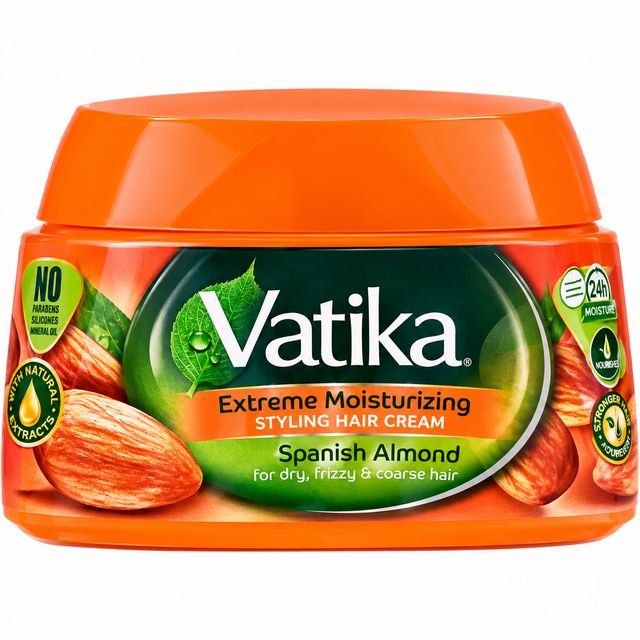 NO
PARABENS
SILICONES
MINERAL OIL
WITH NATURAL
EXTRACTS
Vatika®
Extreme Moisturizing
STYLING HAIR CREAM
Spanish Almond
for dry, frizzy & coarse hair
24h
MOISTURE
NOURISHES
STRONGER HAIR